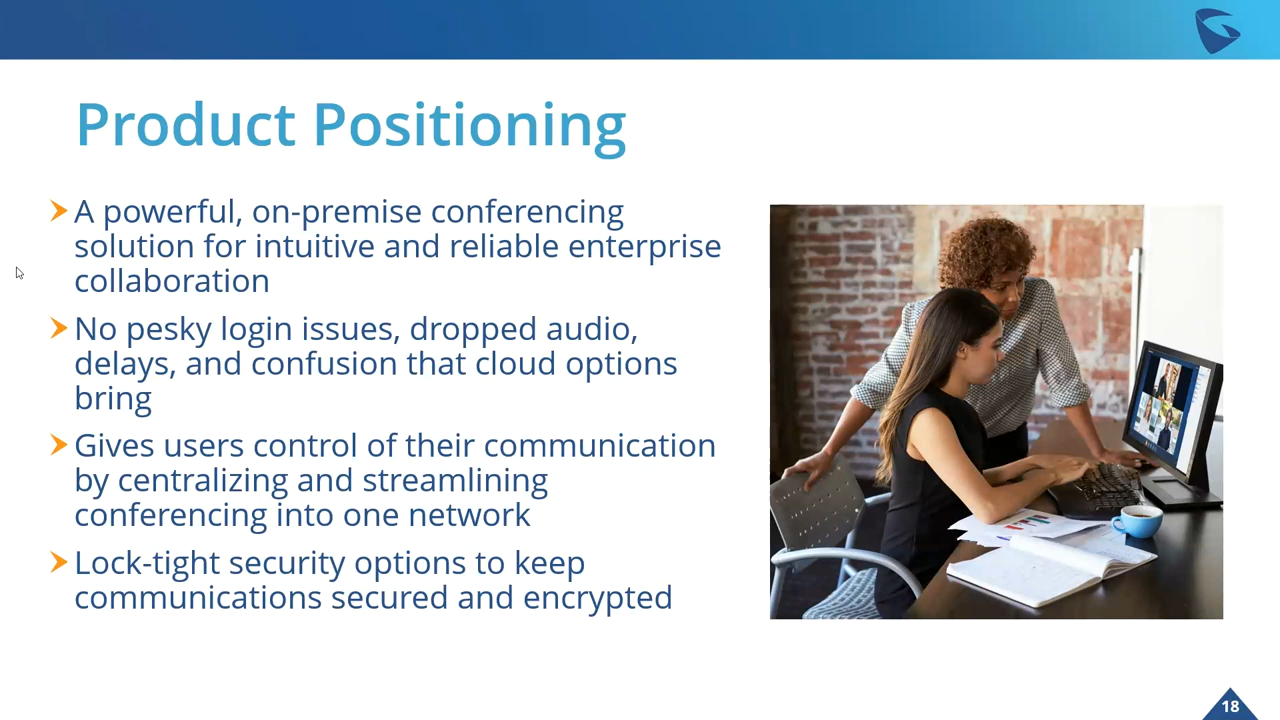 Product Positioning
A powerful, on-premise conferencing
solution for intuitive and reliable enterprise
collaboration
No pesky login issues, dropped audio,
delays, and confusion that cloud options
bring
Gives users control of their communication
by centralizing and streamlining
conferencing into one network
Lock-tight security options to keep
communications secured and encrypted
18